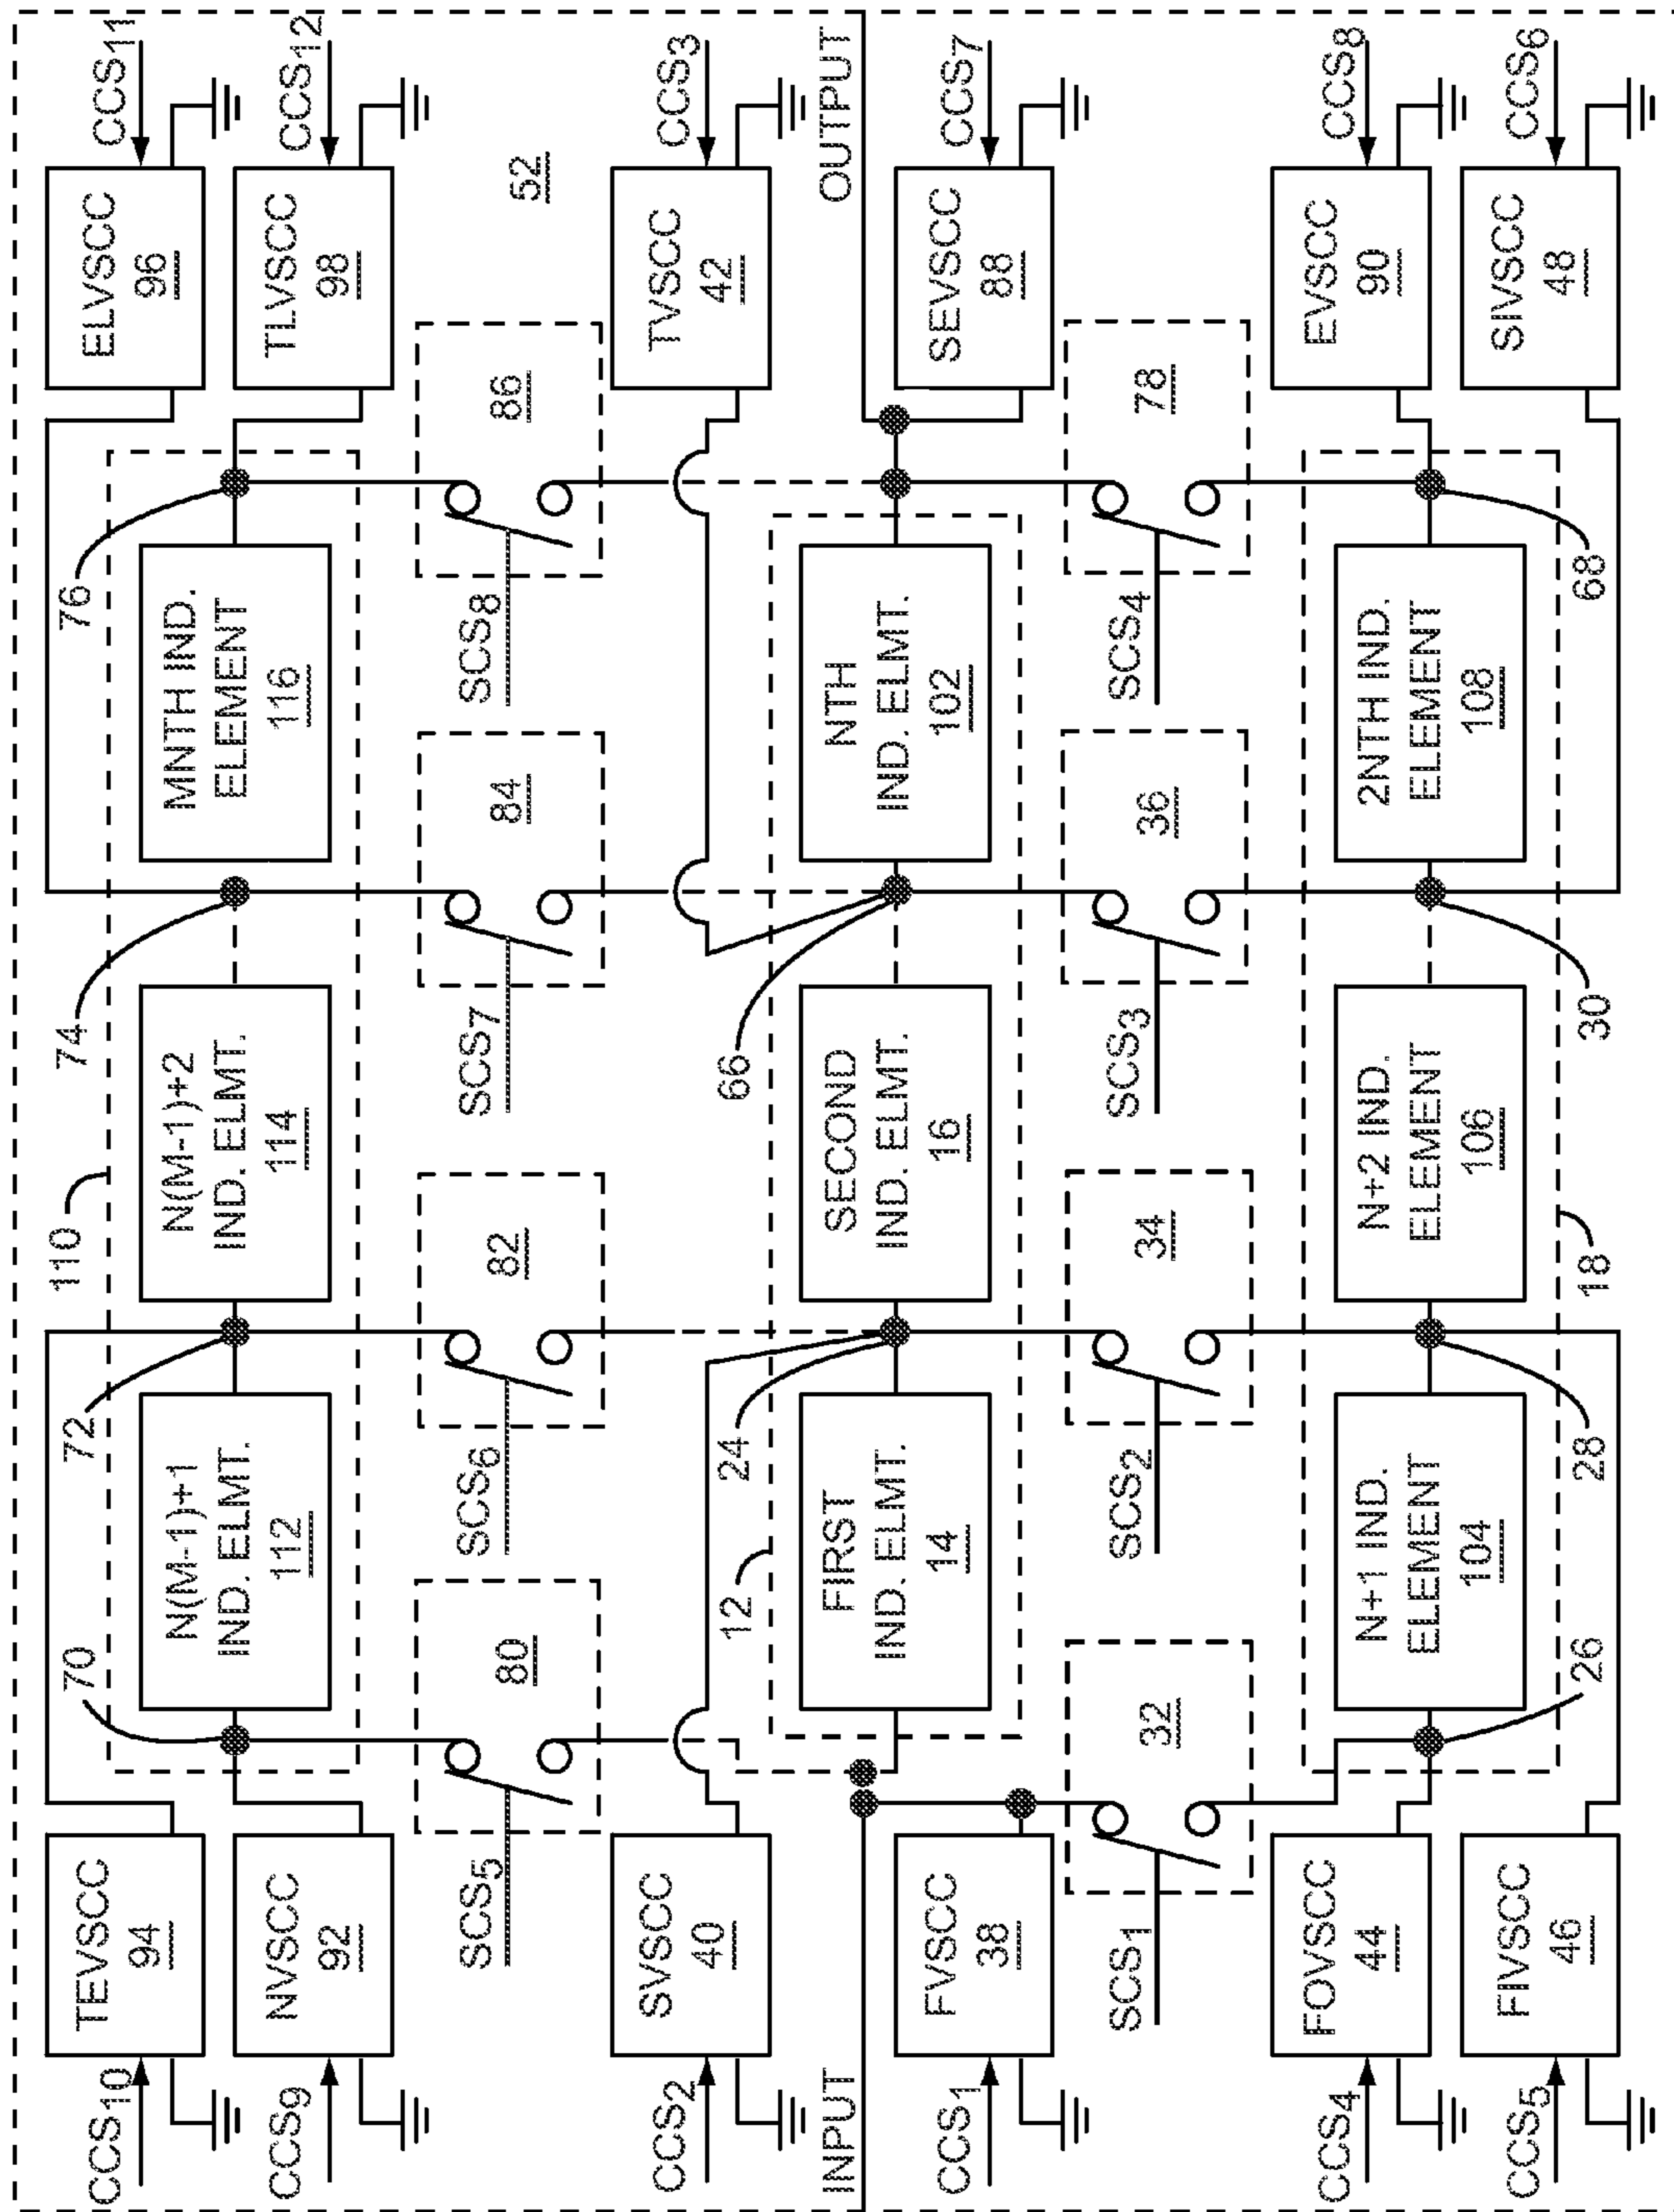 CCS10
TEVSCC
94
70
72
110
74
76
ELVSCC
96
CCS11
CCS9
NVSCC
92
N(M-1)+1
IND. ELMT.
112
N(M-1)+2
IND. ELMT.
114
MNTH IND.
ELEMENT
116
TLVSCC
98
CCS12
SCS5
80
SCS6
82
SCS7
84
SCS8
86
52
CCS2
SVSCC
40
12
24
66
TVSCC
42
CCS3
INPUT
FIRST
IND. ELMT.
14
SECOND
IND. ELMT.
16
NTH
IND. ELMT.
102
OUTPUT
CCS1
FVSCC
38
SEVSCC
88
CCS7
SCS1
32
SCS2
34
SCS3
36
SCS4
78
CCS4
FOVSCC
44
N+1 IND.
ELEMENT
104
N+2 IND.
ELEMENT
106
2NTH IND.
ELEMENT
108
EVSCC
90
CCS8
CCS5
FIVSCC
46
26
28
18
30
68
SIVSCC
48
CCS6